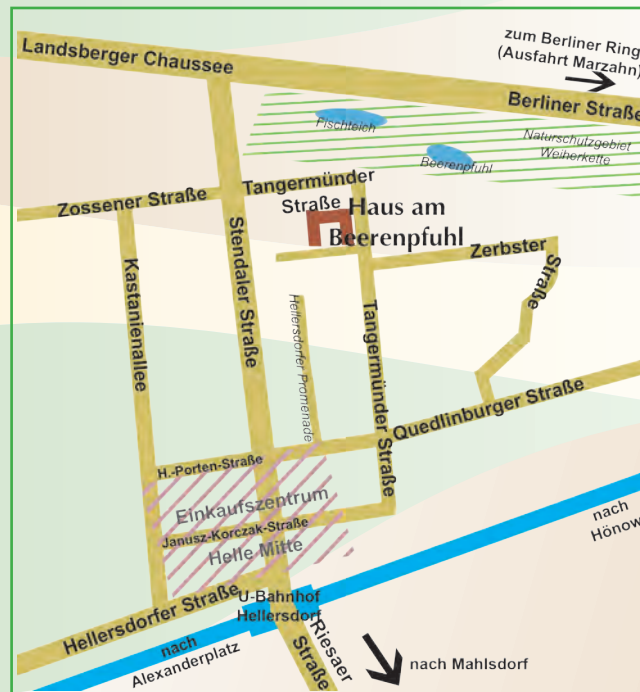 zum Berliner Ring
(Ausfahrt Marzahn)
Landsberger Chaussee
Berliner Straße
Fischteich
Naturschutzgebiet
Weiherkette
Beerenpfuhl
Zossener Straße
Tangermünder
Straße
Haus am
Beerenpfuhl
Zerbster
Straße
Stendaler Straße
Kastanienallee
Hellersdorfer Promenade
Tangermünder Straße
Quedlinburger Straße
H.-Porten-Straße
Einkaufszentrum
Janusz-Korczak-Straße
Helle Mitte
nach
Hönow
Hellersdorfer Straße
U-Bahnhof
Hellersdorf
nach
Alexanderplatz
Riesaer
Straße
nach Mahlsdorf